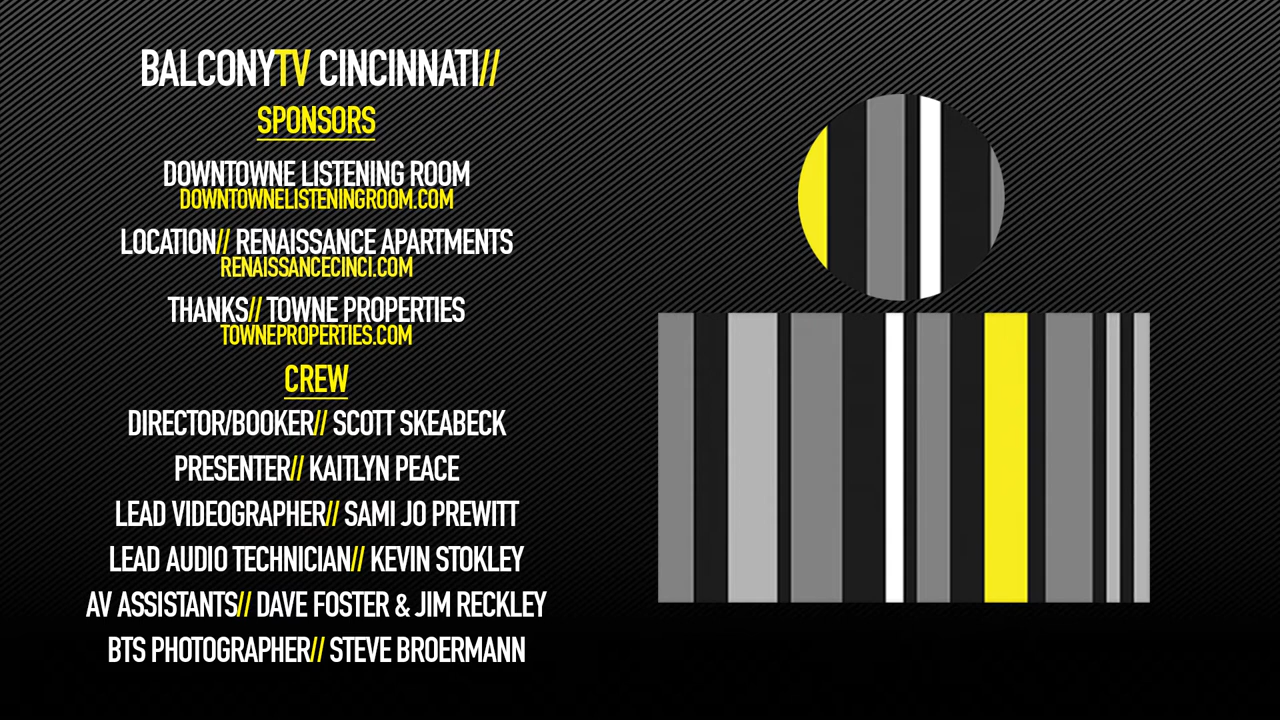 BALCONYTV CINCINNATI//
SPONSORS
DOWNTOWNE LISTENING ROOM
DOWNTOWNELISTENINGROOM.COM
LOCATION// RENAISSANCE APARTMENTS
RENAISSANCECINCI.COM
THANKS// TOWNE PROPERTIES
TOWNEPROPERTIES.COM
CREW
DIRECTOR/BOOKER// SCOTT SKEABECK
PRESENTER// KAITLYN PEACE
LEAD VIDEOGRAPHER// SAMI JO PREWITT
LEAD AUDIO TECHNICIAN// KEVIN STOKLEY
AV ASSISTANTS// DAVE FOSTER & JIM RECKLEY
BTS PHOTOGRAPHER// STEVE BROERMANN